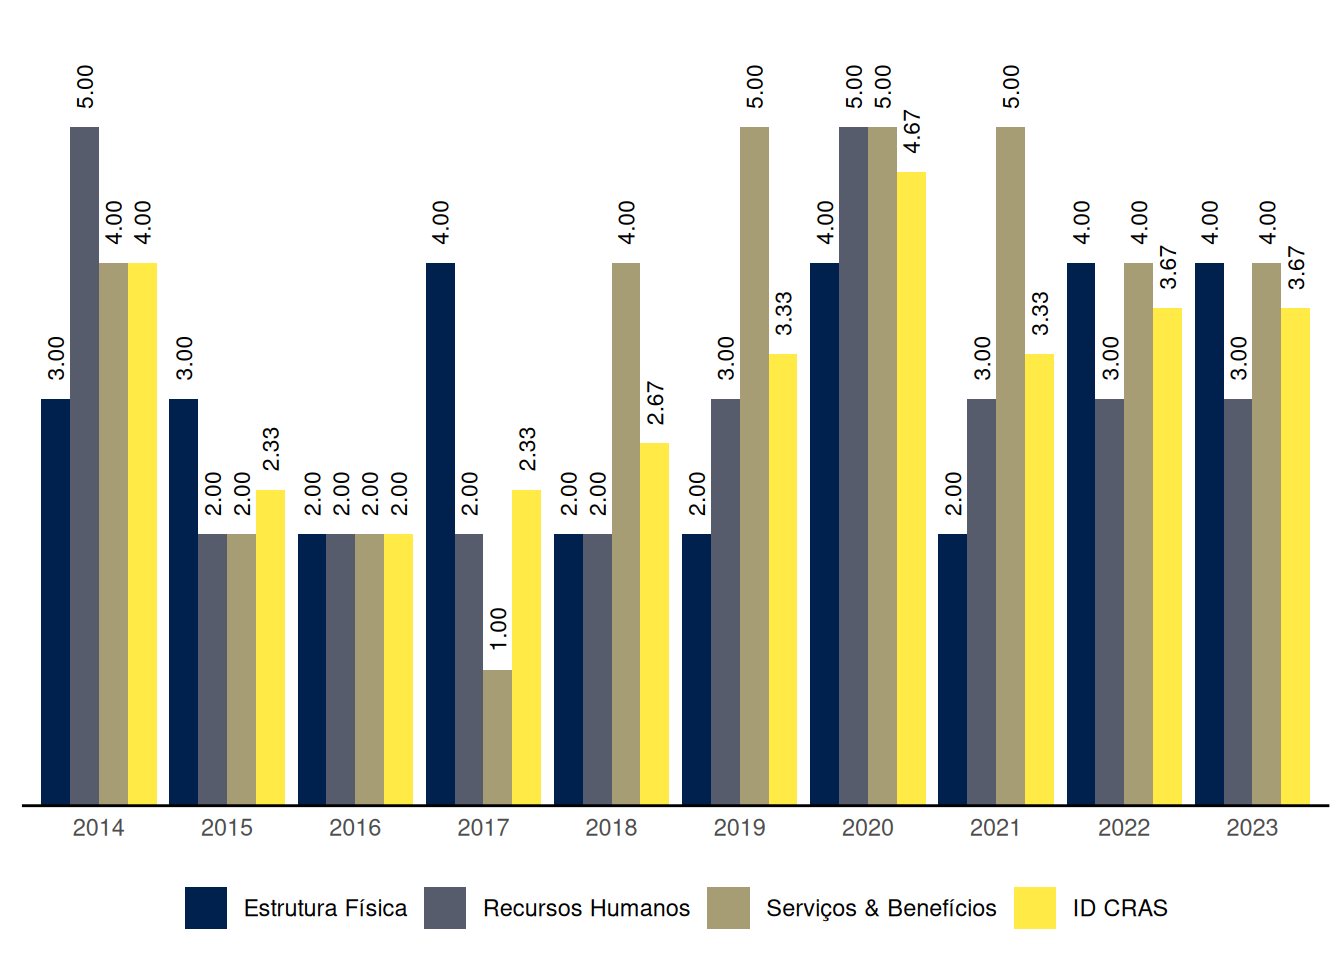 3.00 5.00 4.00 4.00 3.00 2.00 2.00 2.33 2.00 2.00 2.00 2.00 4.00 2.00 1.00 2.33 2.00 2.00 4.00 2.67 2.00 3.00 5.00 3.33 4.00 5.00 5.00 4.67 2.00 3.00 5.00 3.33 4.00 3.00 4.00 3.67 4.00 3.00 4.00 3.67
2014 2015 2016 2017 2018 2019 2020 2021 2022 2023
Estrutura Física Recursos Humanos Serviços & Benefícios ID CRAS